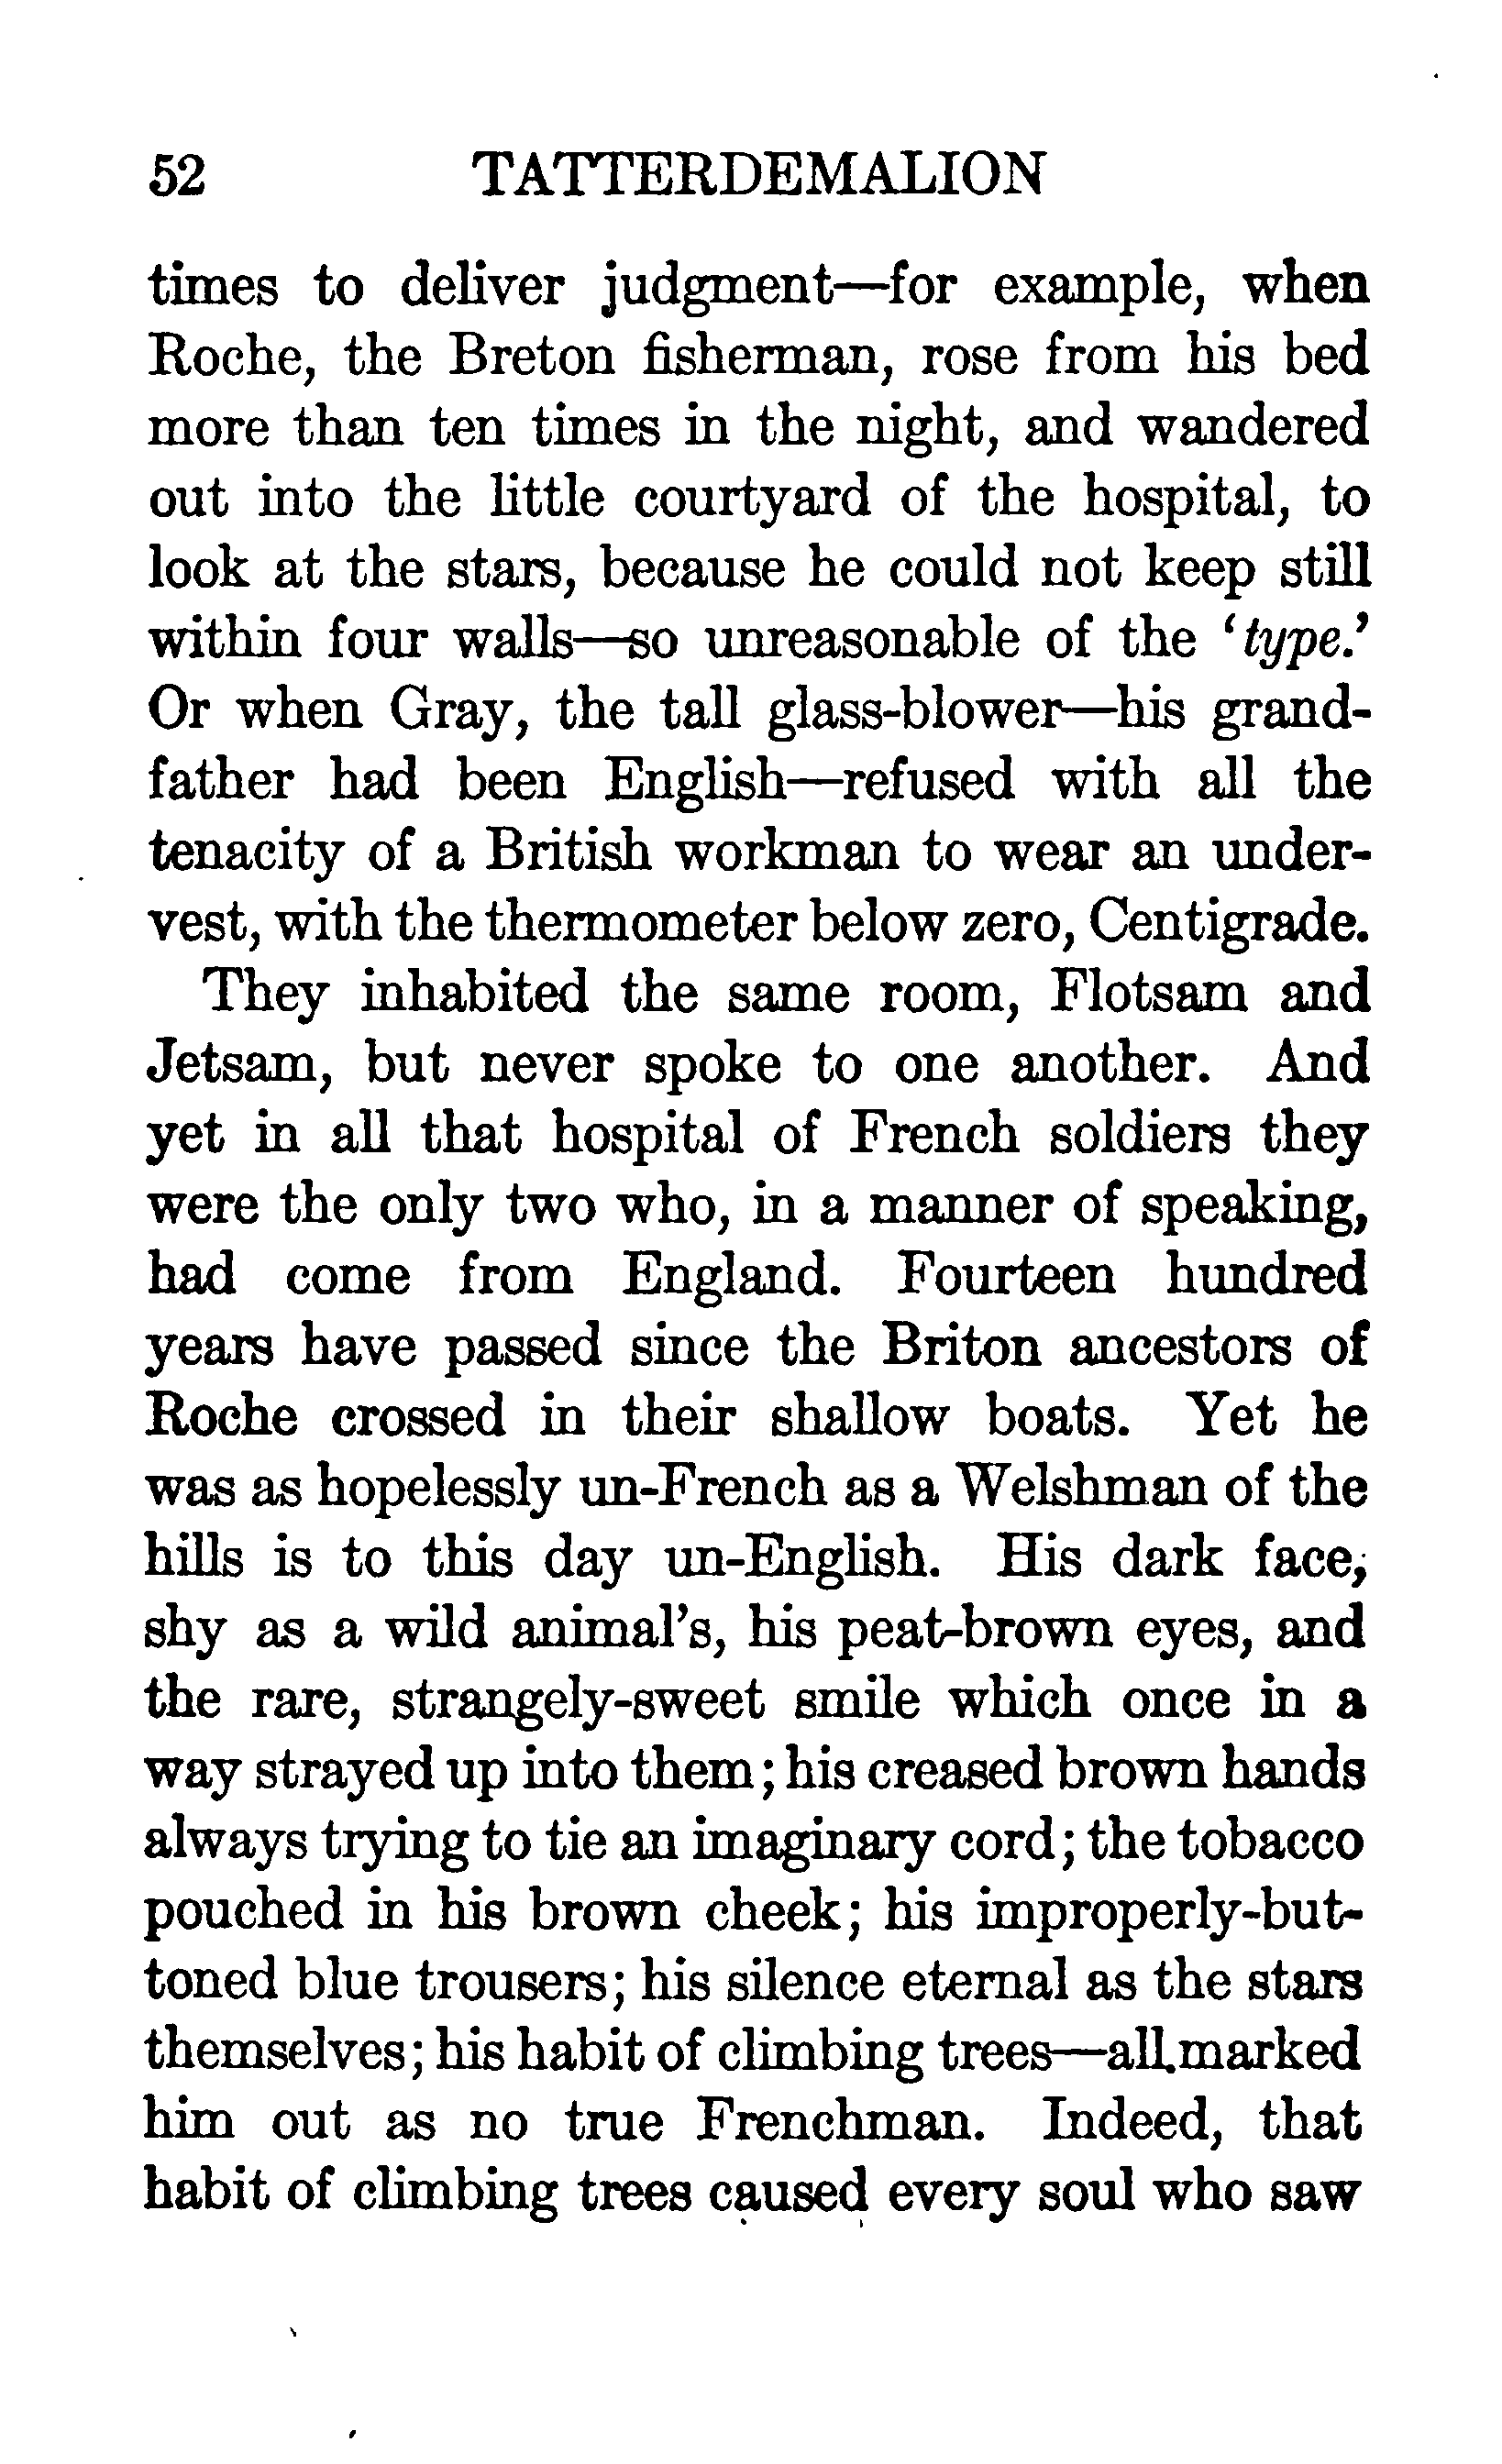 52 TATTERDEMALION
times to deliver judgment—for example, when
Roche, the Breton fisherman, rose from his bed
more than ten times in the night, and wandered
out into the little courtyard of the hospital, to
look at the stars, because he could not keep still
within four walls—so unreasonable of the ‘type.’
Or when Gray, the tall glass-blower—his grand-
father had been English—refused with all the
tenacity of a British workman to wear an under-
vest, with the thermometer below zero, Centigrade.
They inhabited the same room, Flotsam and
Jetsam, but never spoke to one another. And
yet in all that hospital of French soldiers they
were the only two who, in a manner of speaking,
had come from England. Fourteen hundred
years have passed since the Briton ancestors of
Roche crossed in their shallow boats. Yet he
was as hopelessly un-French as a Welshman of the
hills is to this day un-English. His dark face,
shy as a wild animal’s, his peat-brown eyes, and
the rare, strangely-sweet smile which once in a
way strayed up into them; his creased brown hands
always trying to tie an imaginary cord; the tobacco
pouched in his brown cheek; his improperly-but-
toned blue trousers; his silence eternal as the stars
themselves; his habit of climbing trees—all marked
him out as no true Frenchman. Indeed, that
habit of climbing trees caused every soul who saw